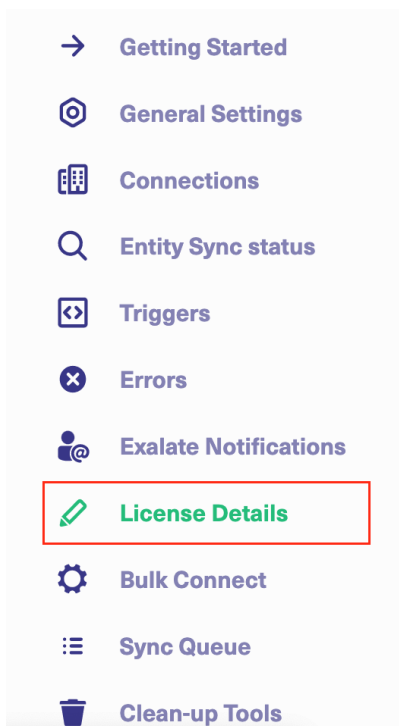 Getting Started
General Settings
Connections
Entity Sync status
Triggers
Errors
Exalate Notifications
License Details
Bulk Connect
Sync Queue
Clean-up Tools